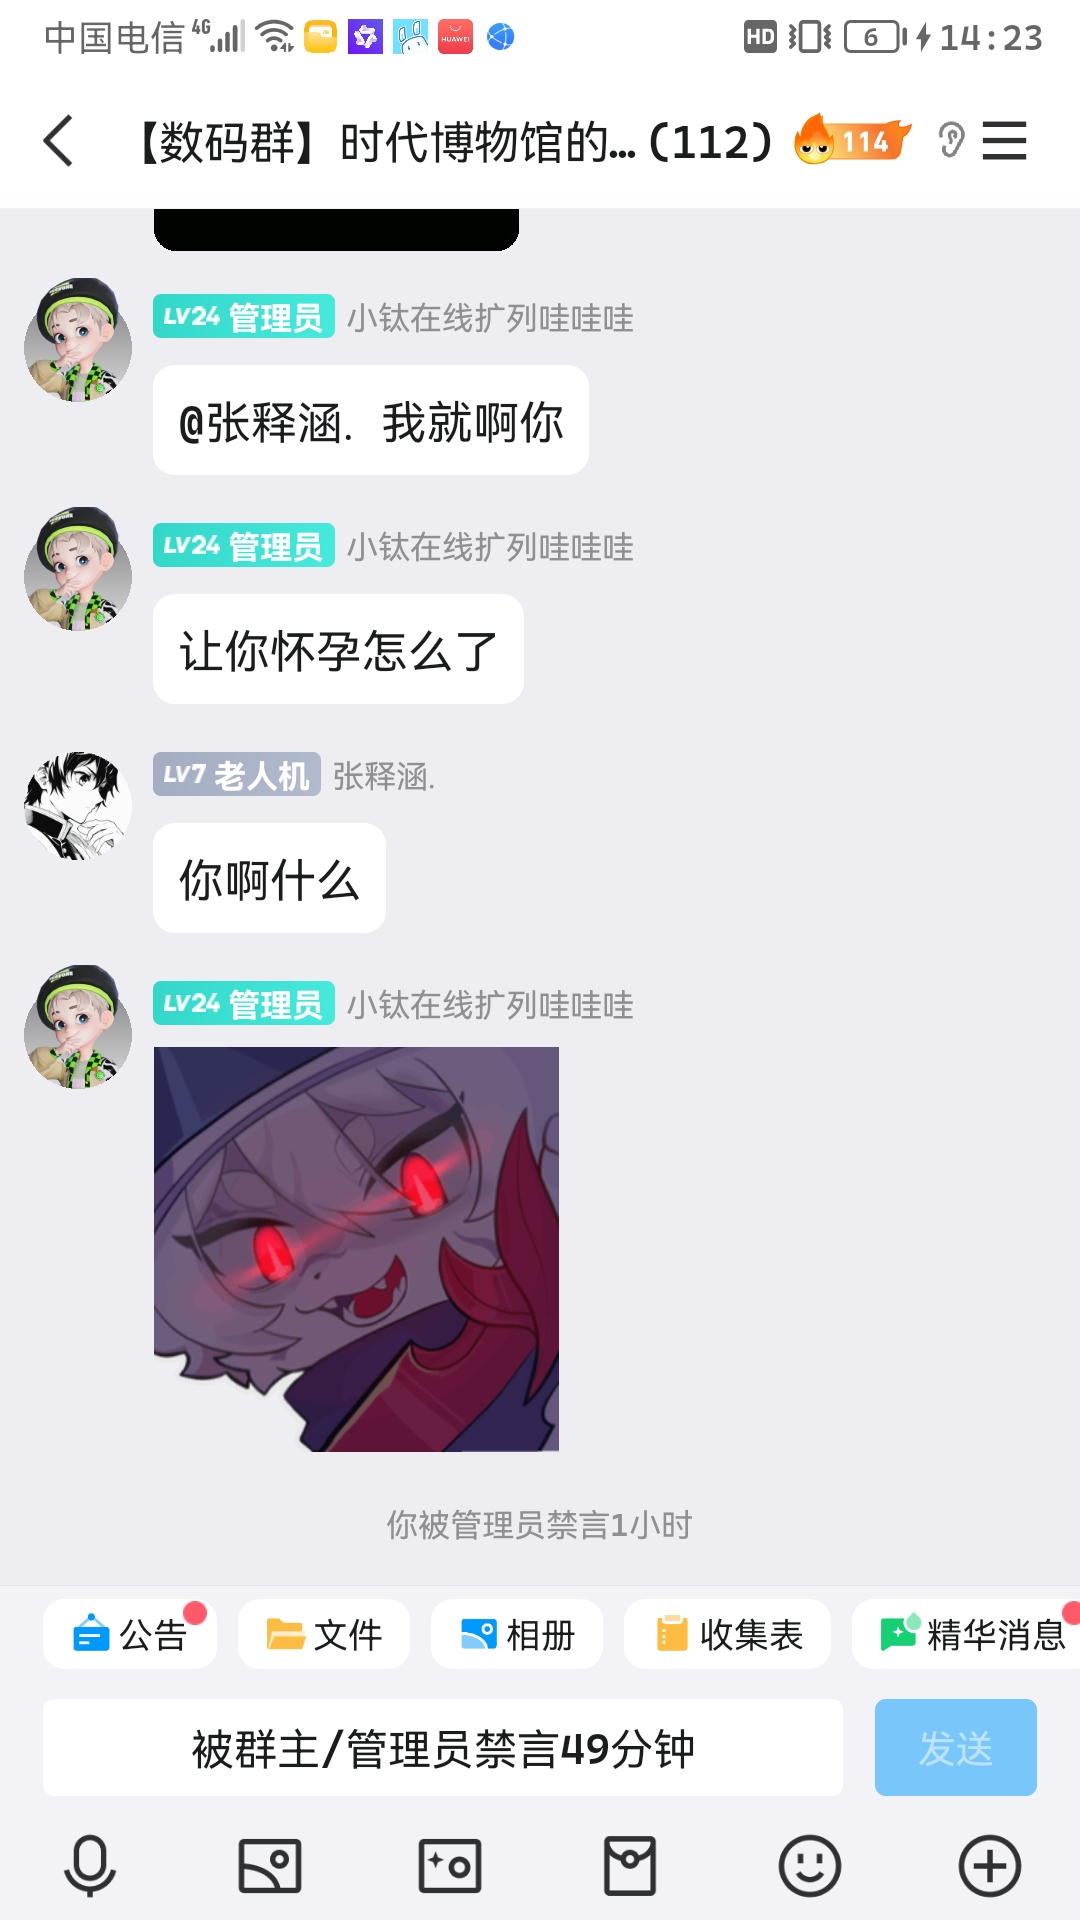 中国电信 4G HUAWEI HD 6 14:23
【数码群】时代博物馆的...(112) 114
LV24 管理员 小钛在线扩列哇哇哇
@张释涵. 我就啊你
LV24 管理员 小钛在线扩列哇哇哇
让你怀孕怎么了
LV7 老人机 张释涵.
你啊什么
LV24 管理员 小钛在线扩列哇哇哇
你被管理员禁言1小时
公告 文件 相册 收集表 精华消息
被群主/管理员禁言49分钟 发送